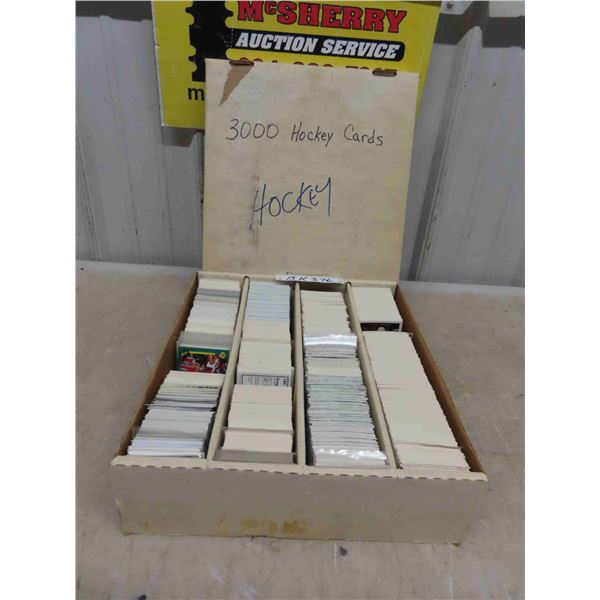 McSHERRY
AUCTION SERVICE
3000 Hockey Cards
HOCKEY